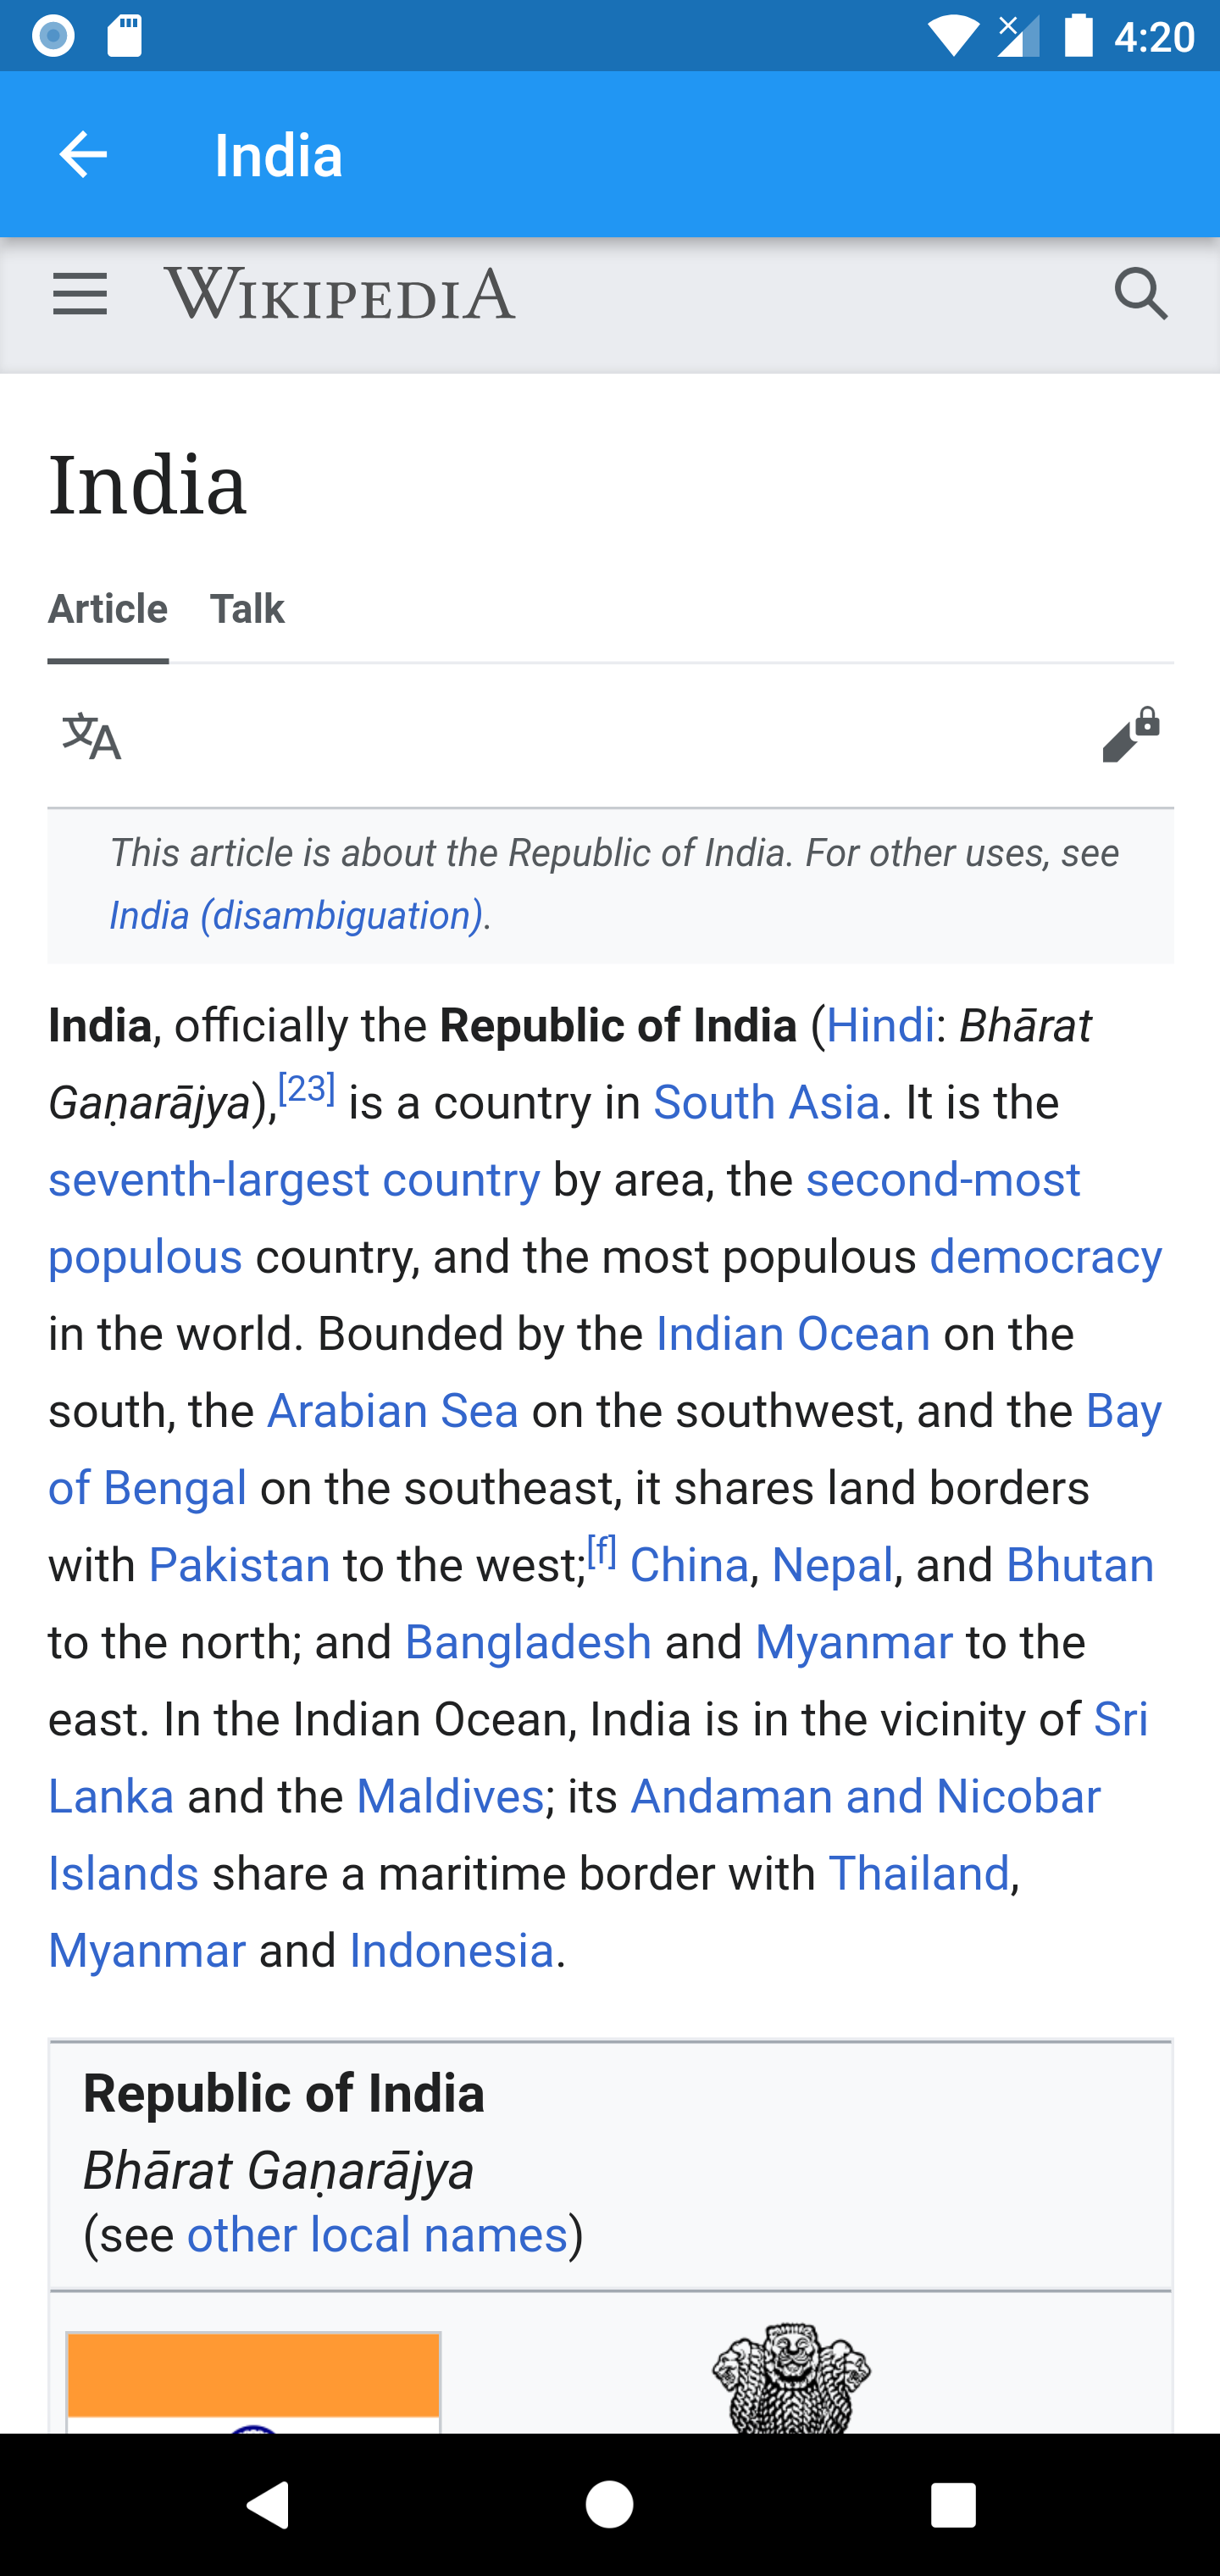 4:20
India
WIKIPEDIA
India
Article Talk
文A
This article is about the Republic of India. For other uses, see
India (disambiguation).
India, officially the Republic of India (Hindi: Bhārat
Gaṇarājya),[23] is a country in South Asia. It is the
seventh-largest country by area, the second-most
populous country, and the most populous democracy
in the world. Bounded by the Indian Ocean on the
south, the Arabian Sea on the southwest, and the Bay
of Bengal on the southeast, it shares land borders
with Pakistan to the west;[f] China, Nepal, and Bhutan
to the north; and Bangladesh and Myanmar to the
east. In the Indian Ocean, India is in the vicinity of Sri
Lanka and the Maldives; its Andaman and Nicobar
Islands share a maritime border with Thailand,
Myanmar and Indonesia.
Republic of India
Bhārat Gaṇarājya
(see other local names)